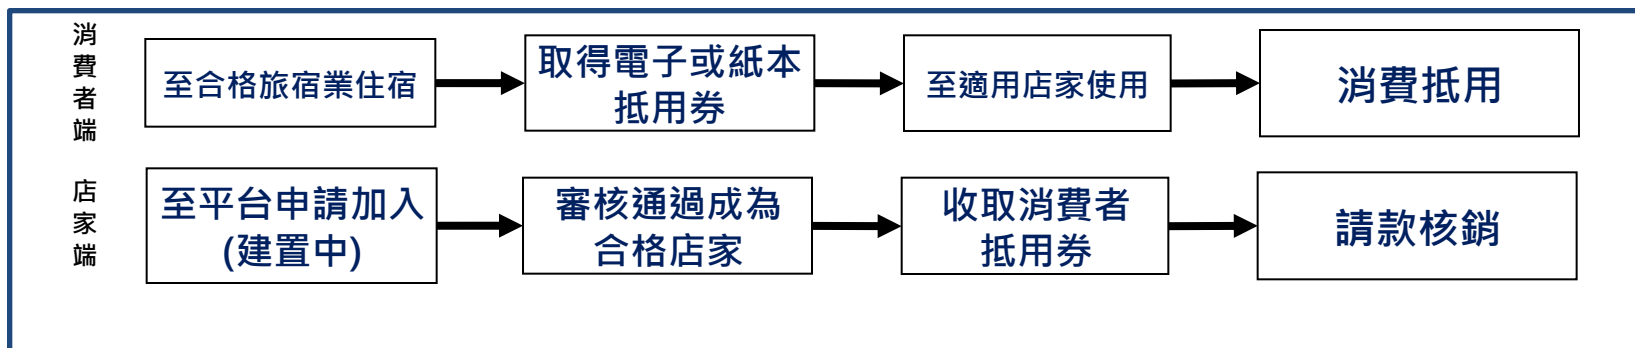 消費者端
至合格旅宿業住宿
取得電子或紙本
抵用券
至適用店家使用
消費抵用
店家端
至平台申請加入
(建置中)
審核通過成為
合格店家
收取消費者
抵用券
請款核銷